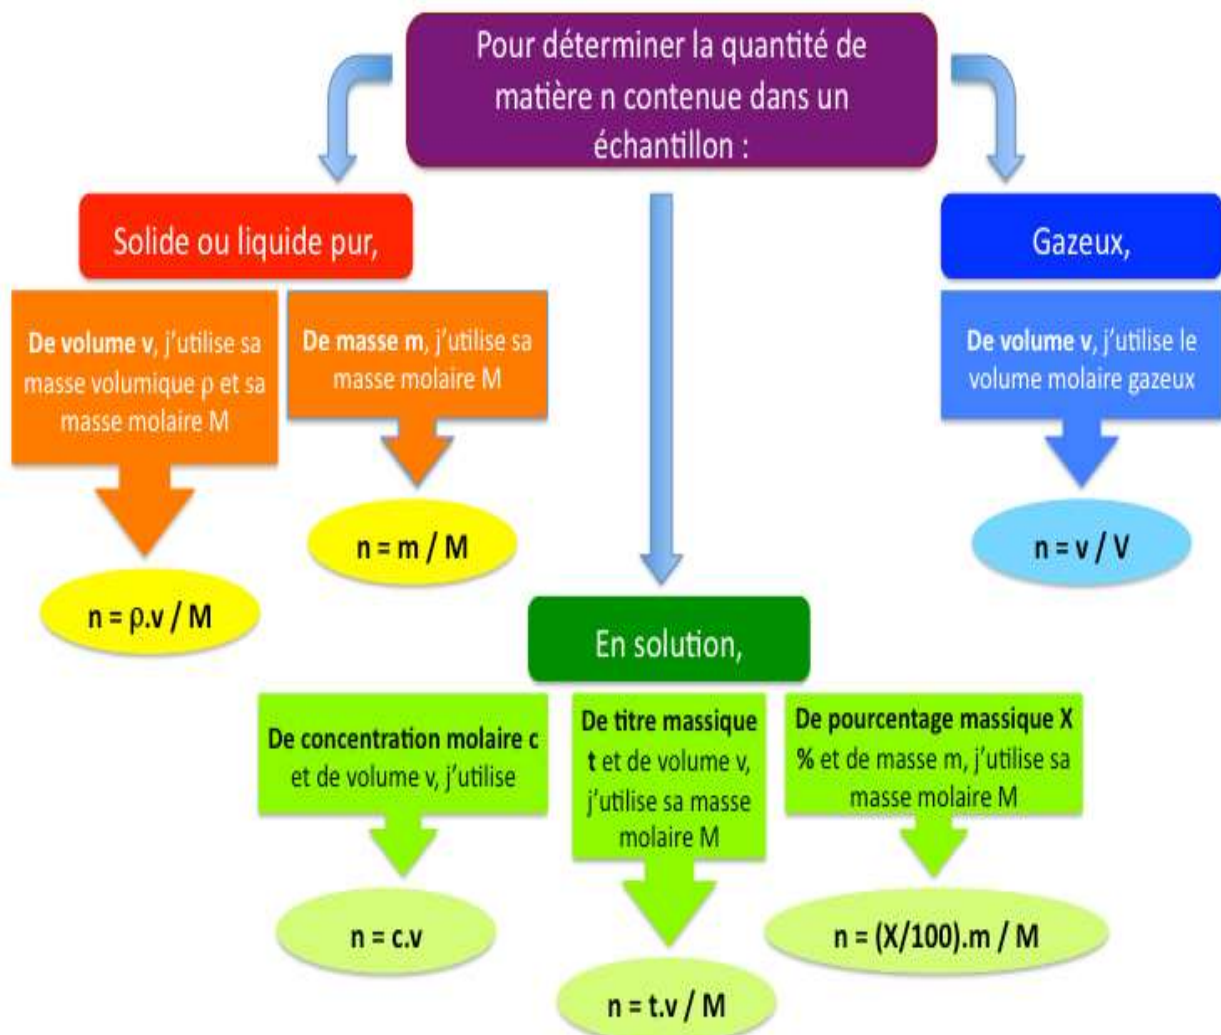 Pour déterminer la quantité de
matière n contenue dans un
échantillon :
Solide ou liquide pur,
De volume v, j'utilise sa
masse volumique ρ et sa
masse molaire M
n = ρ.v / M
De masse m, j'utilise sa
masse molaire M
n = m / M
Gazeux,
De volume v, j'utilise le
volume molaire gazeux
n = v / V
En solution,
De concentration molaire c
et de volume v, j'utilise
n = c.v
De titre massique
t et de volume v,
j'utilise sa masse
molaire M
n = t.v / M
De pourcentage massique X
% et de masse m, j'utilise sa
masse molaire M
n = (X/100).m / M